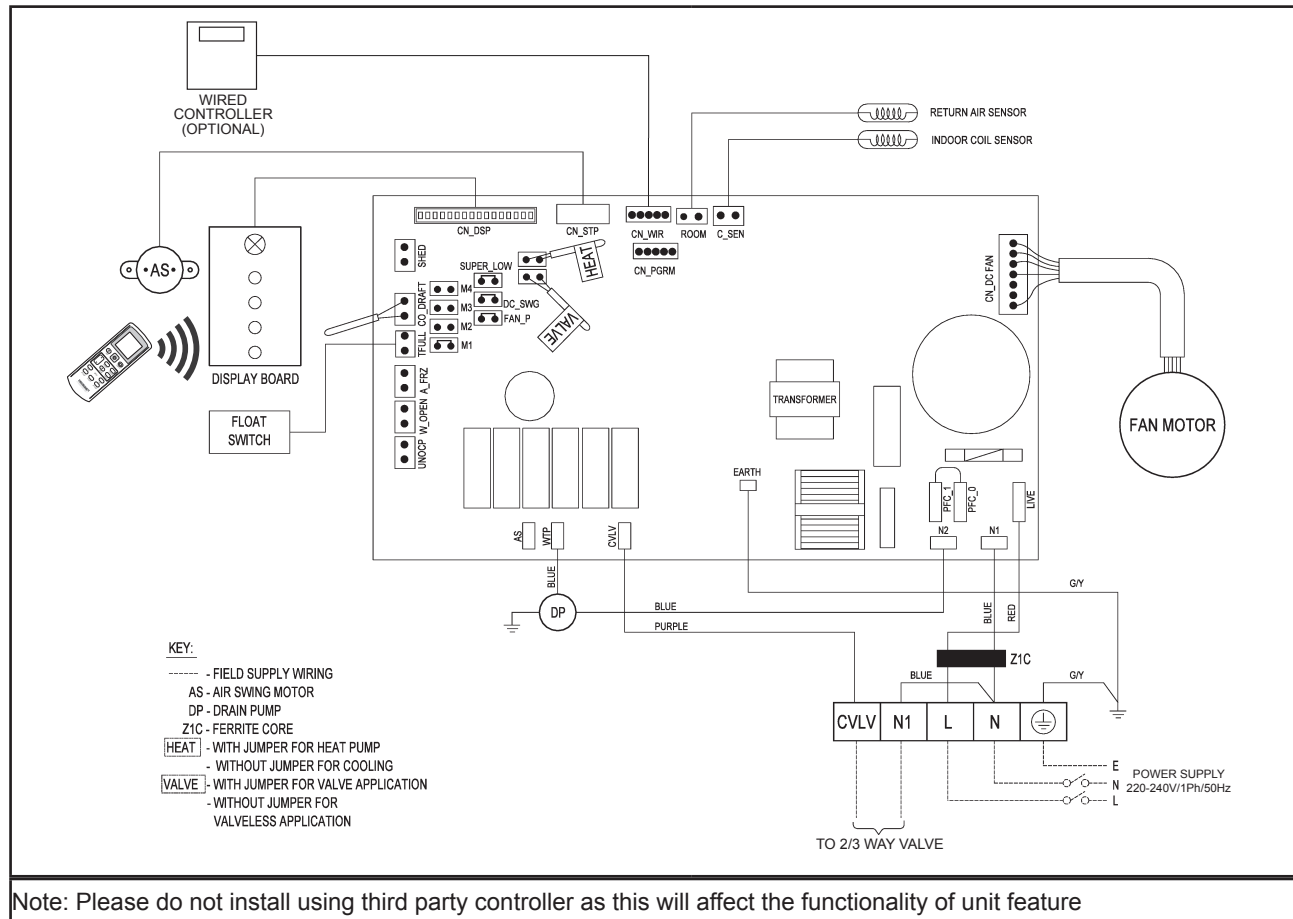 WIRED
CONTROLLER
(OPTIONAL)
RETURN AIR SENSOR
INDOOR COIL SENSOR
CN_DSP
CN_STP
CN_WIR
ROOM
C_SEN
CN_PGRM
SHED
SUPER_LOW
HEAT
CN_DC FAN
AS
CO_DRAFT
M4
M3
DC_SWG
FAN_P
VALVE
M2
TFULL
M1
DISPLAY BOARD
A_FRZ
TRANSFORMER
FLOAT
SWITCH
W_OPEN
FAN MOTOR
UNOCP
EARTH
PFC_1
PFC_0
LIVE
AS
WTP
CVLV
N2
N1
BLUE
G/Y
DP
BLUE
BLUE
RED
PURPLE
KEY:
------ - FIELD SUPPLY WIRING
AS - AIR SWING MOTOR
DP - DRAIN PUMP
Z1C - FERRITE CORE
HEAT - WITH JUMPER FOR HEAT PUMP
- WITHOUT JUMPER FOR COOLING
VALVE - WITH JUMPER FOR VALVE APPLICATION
- WITHOUT JUMPER FOR
VALVELESS APPLICATION
Z1C
BLUE
G/Y
CVLV N1 L N
E
N
L
POWER SUPPLY
220-240V/1Ph/50Hz
TO 2/3 WAY VALVE
Note: Please do not install using third party controller as this will affect the functionality of unit feature